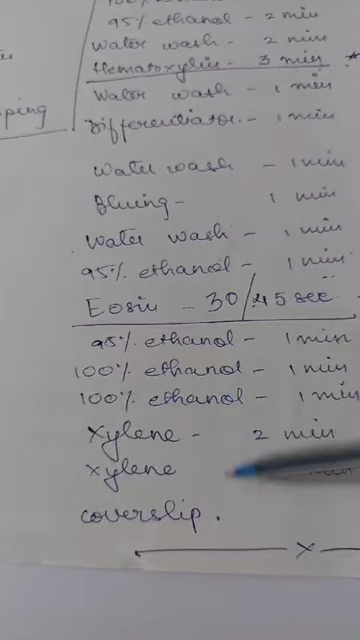 95% ethanol - 2 min
Water wash - 2 min
Hematoxylin - 3 min *
Water wash - 1 min
pping
Differentiator - 1 min
Water wash - 1 min
Bluing - 1 min
Water wash - 1 min
95% ethanol - 1 min
Eosin - 30/45 sec
95% ethanol - 1 min
100% ethanol - 1 min
100% ethanol - 1 min
Xylene - 2 min
Xylene min
coverslip.
x